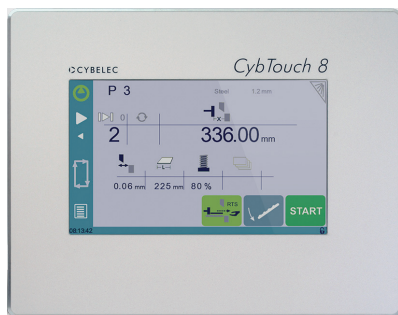 CYBELEC CybTouch 8
P 3 Steel 1.2 mm
0
X
2 336.00 mm
L
0.06 mm 225 mm 80 %
RTS
START
08:13:42